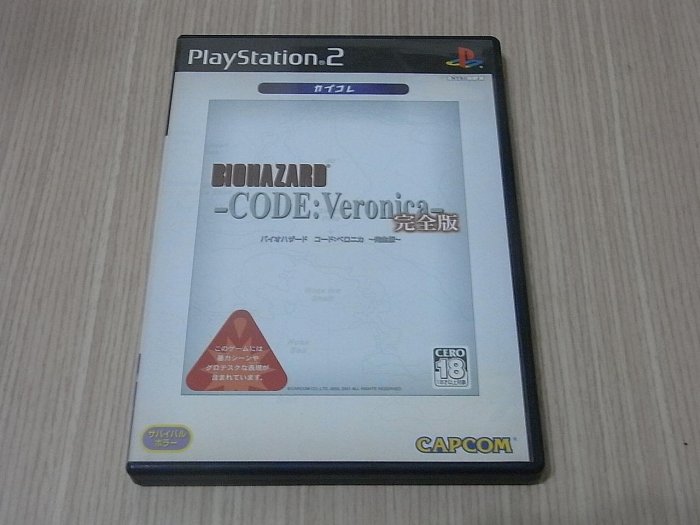 PlayStation®2
カイコレ
BIOHAZARD®
–CODE:Veronica–
完全版
バイオハザード コード:ベロニカ ～完全版～
このゲームには
暴力シーンや
グロテスクな表現が
含まれています。
CERO
18
サバイバル
ホラー
CAPCOM